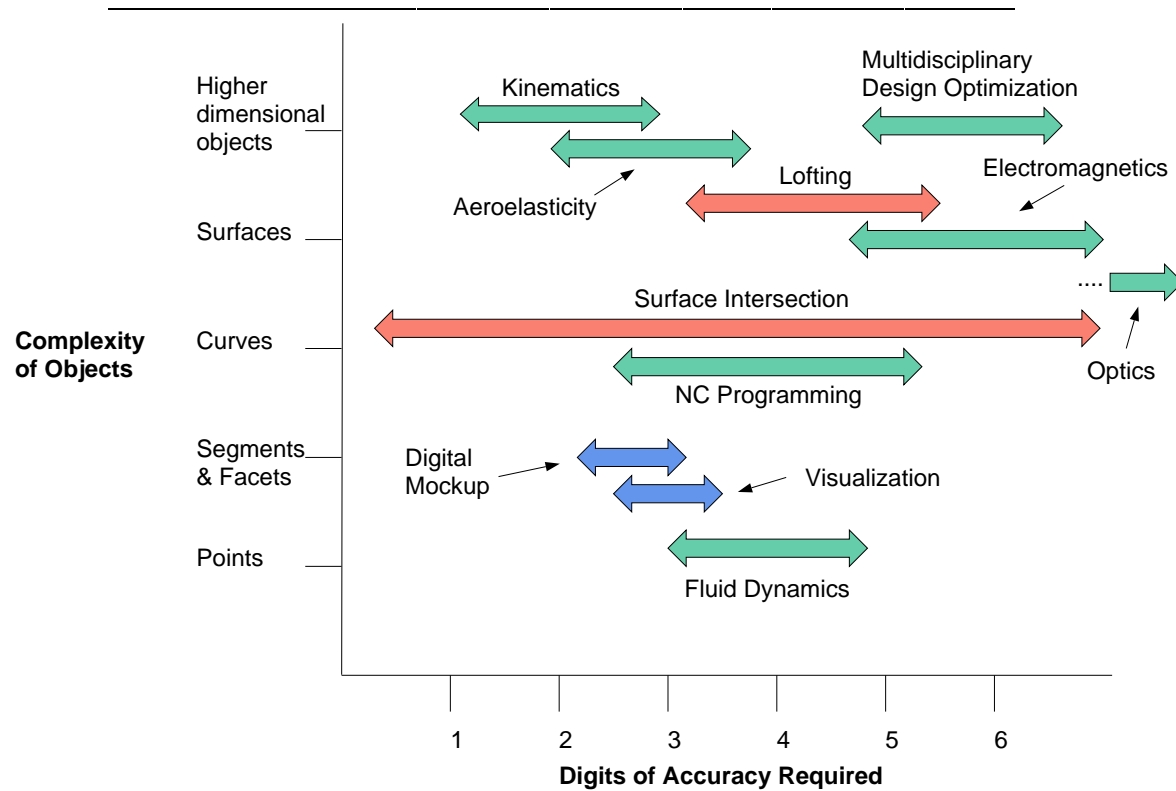 Higher
dimensional
objects
Kinematics
Multidisciplinary
Design Optimization
Aeroelasticity
Lofting
Electromagnetics
Surfaces
....
Surface Intersection
Complexity
of Objects
Curves
Optics
NC Programming
Segments
& Facets
Digital
Mockup
Visualization
Points
Fluid Dynamics
1 2 3 4 5 6
Digits of Accuracy Required